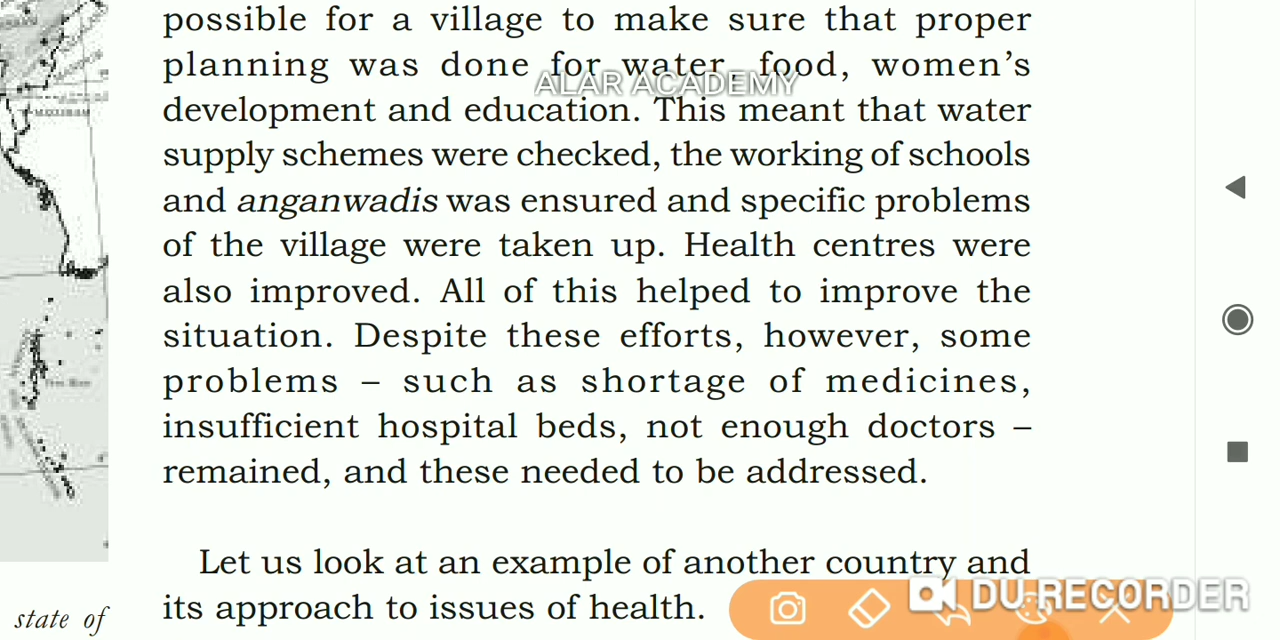 possible for a village to make sure that proper
planning was done for water, food, women's
ALAR ACADEMY
development and education. This meant that water
supply schemes were checked, the working of schools
and anganwadis was ensured and specific problems
of the village were taken up. Health centres were
also improved. All of this helped to improve the
situation. Despite these efforts, however, some
problems – such as shortage of medicines,
insufficient hospital beds, not enough doctors –
remained, and these needed to be addressed.
Let us look at an example of another country and
its approach to issues of health.
DU RECORDER
state of